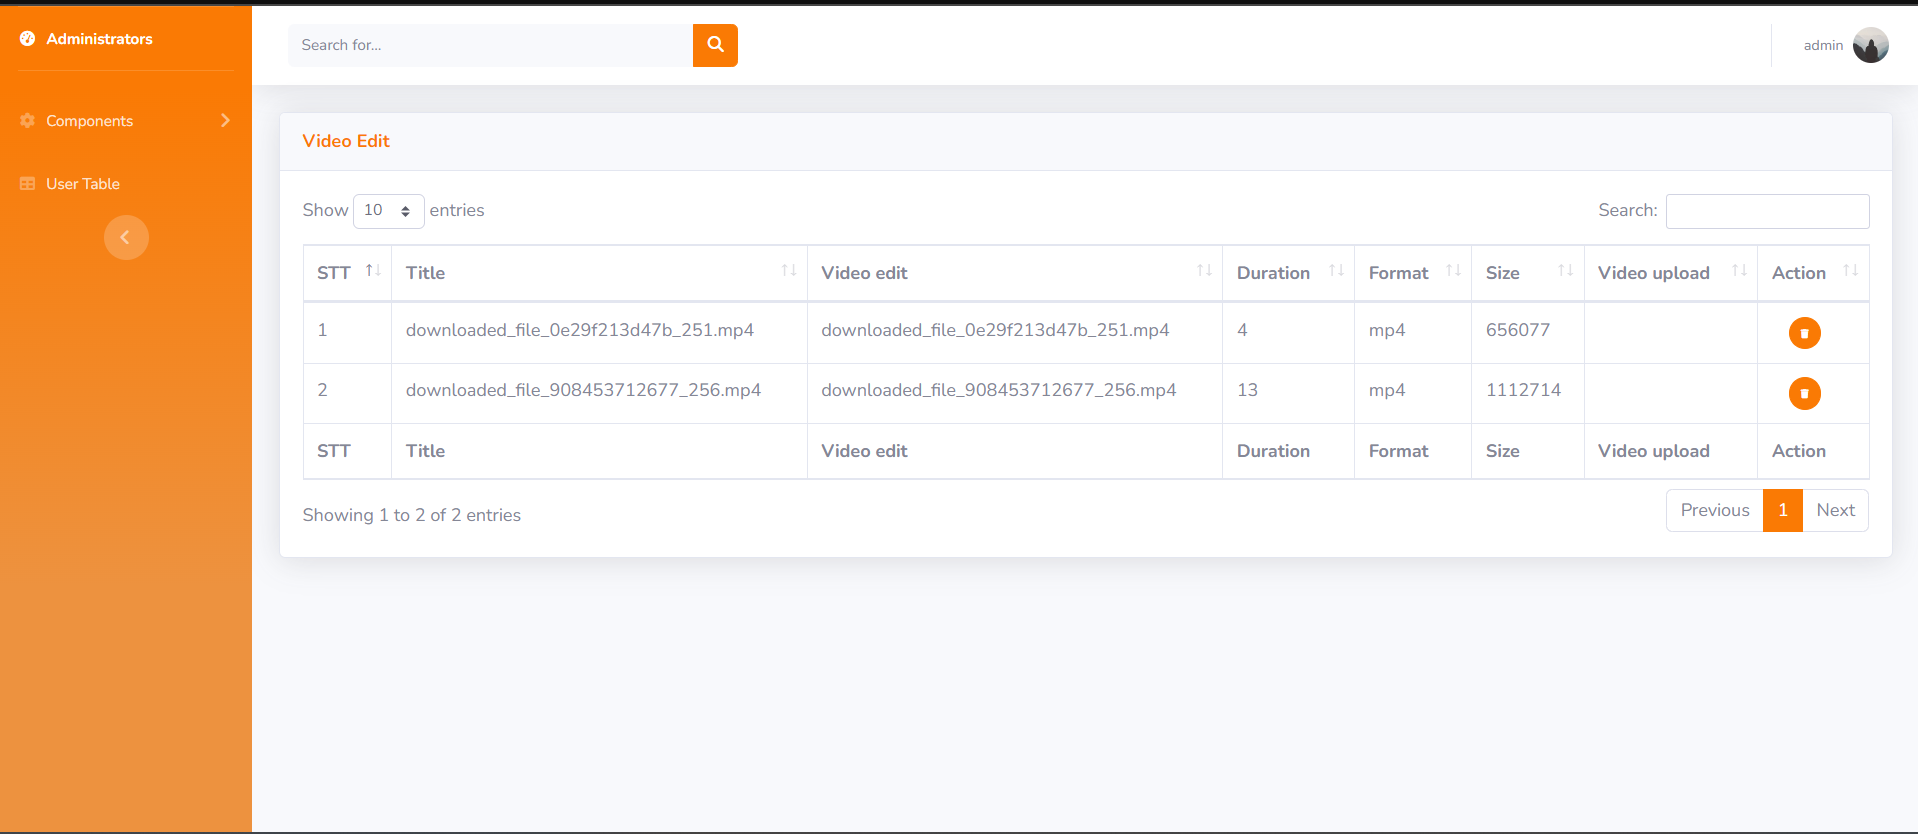 Administrators
Search for...
admin
Components
User Table
Video Edit
Show 10 entries
Search:
STT Title Video edit Duration Format Size Video upload Action
1 downloaded_file_0e29f213d47b_251.mp4 downloaded_file_0e29f213d47b_251.mp4 4 mp4 656077
2 downloaded_file_908453712677_256.mp4 downloaded_file_908453712677_256.mp4 13 mp4 1112714
STT Title Video edit Duration Format Size Video upload Action
Showing 1 to 2 of 2 entries
Previous 1 Next